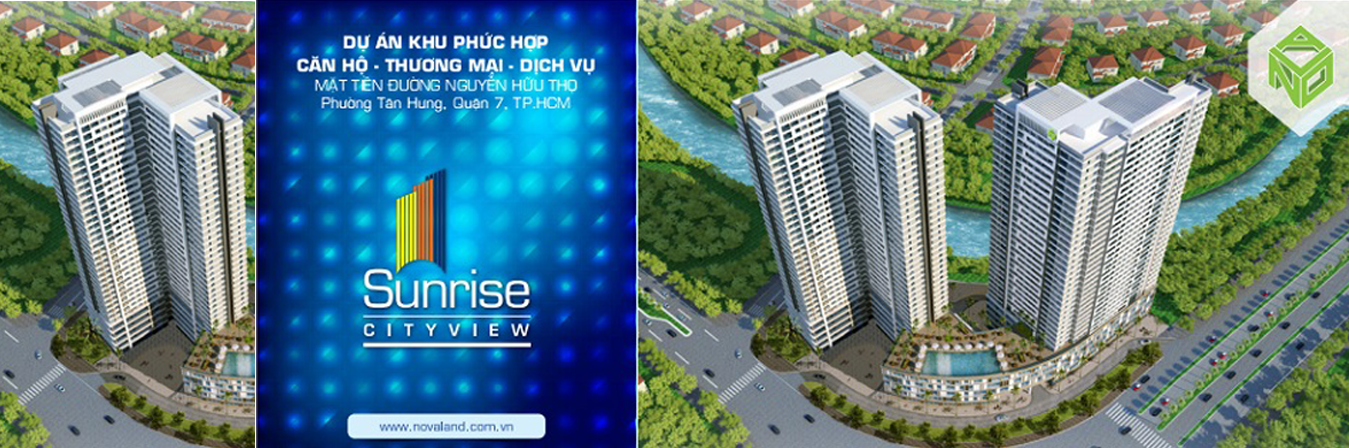 DỰ ÁN KHU PHỨC HỢP
CĂN HỘ - THƯƠNG MẠI - DỊCH VỤ
MẶT TIỀN ĐƯỜNG NGUYỄN HỮU THỌ
Phường Tân Hưng, Quận 7, TP.HCM
Sunrise
CITYVIEW
www.novaland.com.vn